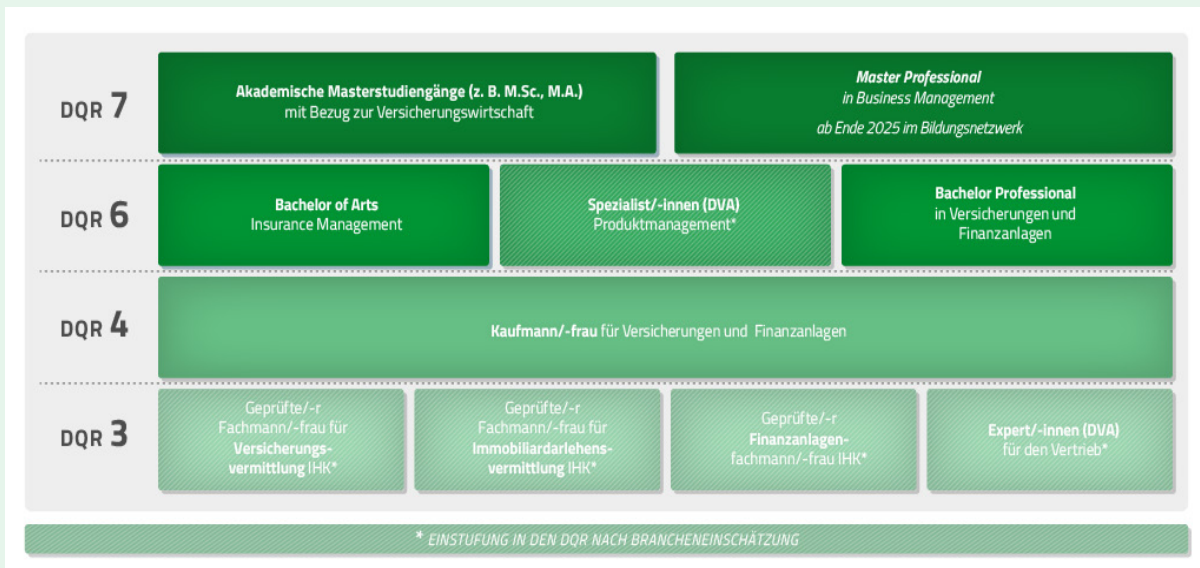 DQR 7
Akademische Masterstudiengänge (z. B. M.Sc., M.A.)
mit Bezug zur Versicherungswirtschaft
Master Professional
in Business Management
ab Ende 2025 im Bildungsnetzwerk
DQR 6
Bachelor of Arts
Insurance Management
Spezialist/-innen (DVA)
Produktmanagement*
Bachelor Professional
in Versicherungen und
Finanzanlagen
DQR 4
Kaufmann/-frau für Versicherungen und Finanzanlagen
DQR 3
Geprüfte/-r
Fachmann/-frau für
Versicherungs-
vermittlung IHK*
Geprüfte/-r
Fachmann/-frau für
Immobiliardarlehens-
vermittlung IHK*
Geprüfte/-r
Finanzanlagen-
fachmann/-frau IHK*
Expert/-innen (DVA)
für den Vertrieb*
* EINSTUFUNG IN DEN DQR NACH BRANCHENEINSCHÄTZUNG